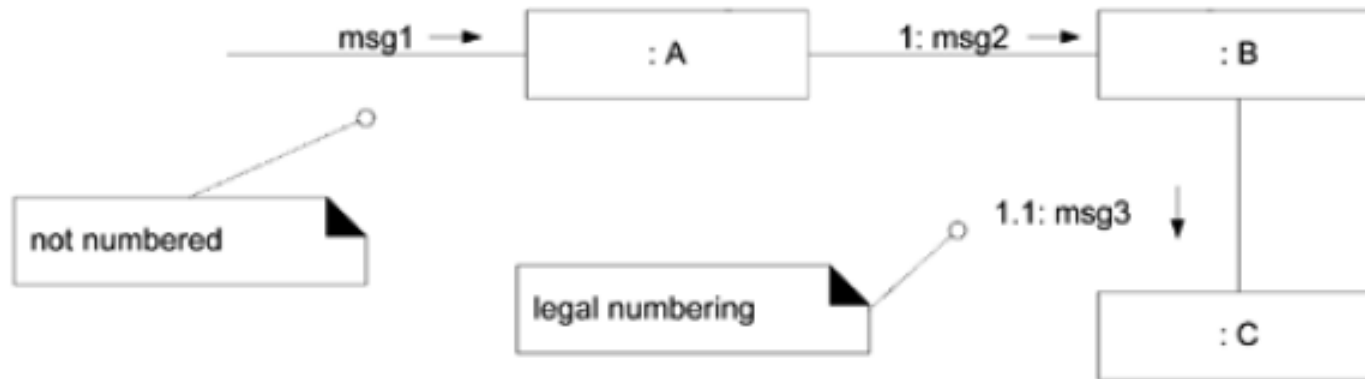 msg1
: A
1: msg2
: B
not numbered
1.1: msg3
legal numbering
: C